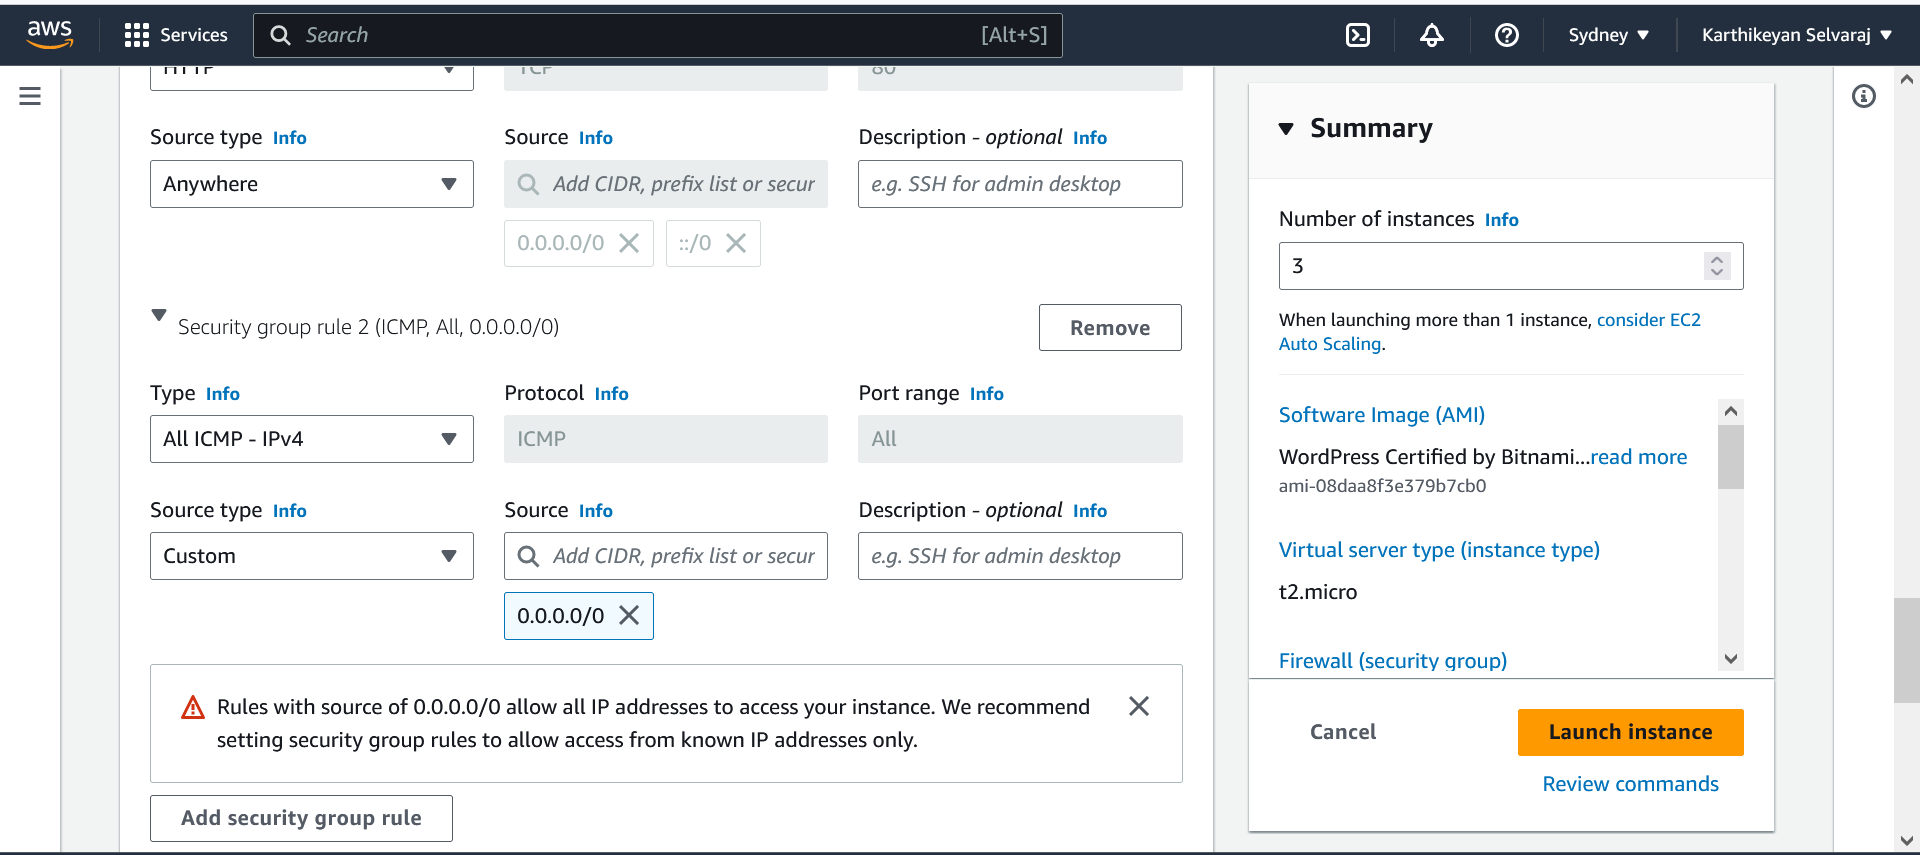 aws Services Search [Alt+S] Sydney Karthikeyan Selvaraj
HTTP TCP 80
Source type Info Source Info Description - optional Info
Anywhere Add CIDR, prefix list or secur e.g. SSH for admin desktop
0.0.0.0/0 ::/0
Security group rule 2 (ICMP, All, 0.0.0.0/0) Remove
Type Info Protocol Info Port range Info
All ICMP - IPv4 ICMP All
Source type Info Source Info Description - optional Info
Custom Add CIDR, prefix list or secur e.g. SSH for admin desktop
0.0.0.0/0
Rules with source of 0.0.0.0/0 allow all IP addresses to access your instance. We recommend
setting security group rules to allow access from known IP addresses only.
Add security group rule
Summary
Number of instances Info
3
When launching more than 1 instance, consider EC2
Auto Scaling.
Software Image (AMI)
WordPress Certified by Bitnami...read more
ami-08daa8f3e379b7cb0
Virtual server type (instance type)
t2.micro
Firewall (security group)
Cancel Launch instance
Review commands